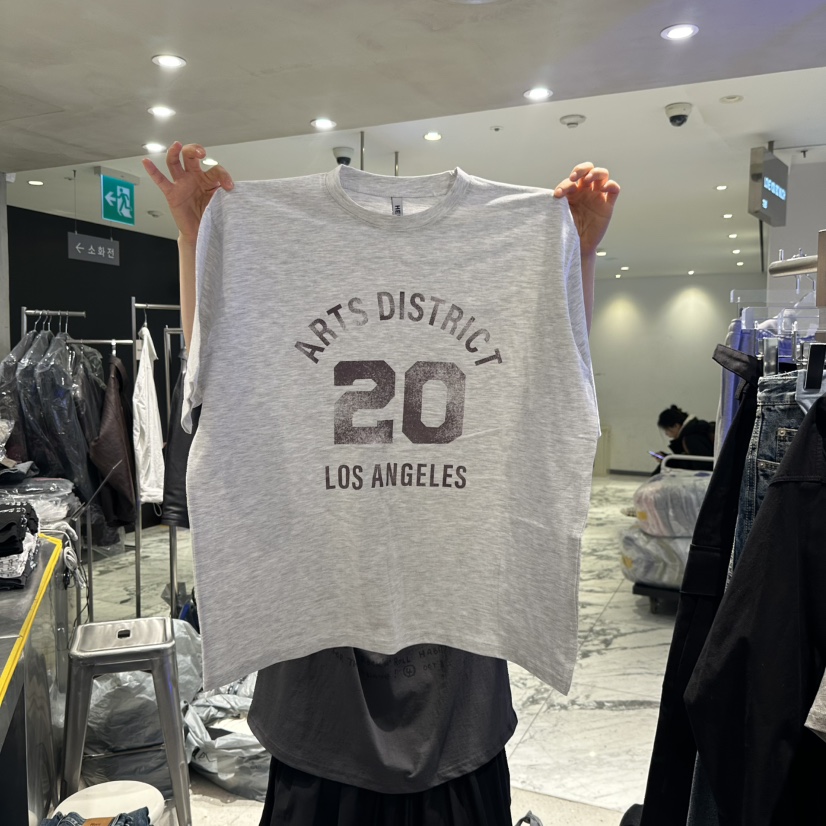 소화전
ARTS DISTRICT
20
LOS ANGELES